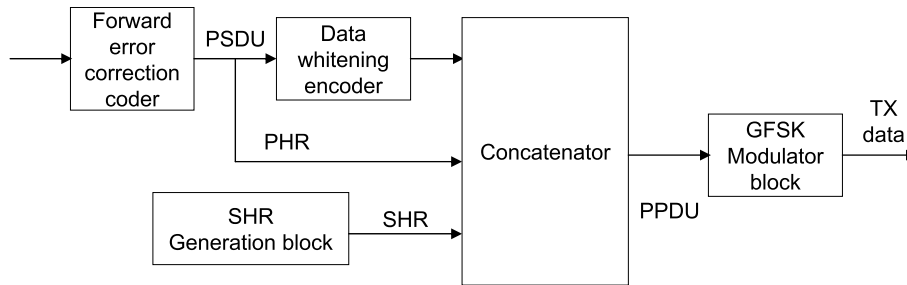 Forward
error
correction
coder
PSDU
Data
whitening
encoder
PHR
SHR
Generation block
SHR
Concatenator
PPDU
GFSK
Modulator
block
TX
data